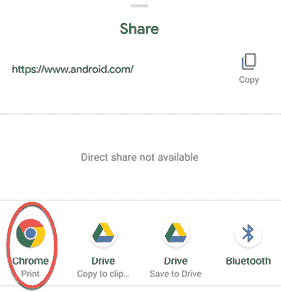 Share
https://www.android.com/
Copy
Direct share not available
Chrome Drive Drive Bluetooth
Print Copy to clip... Save to Drive